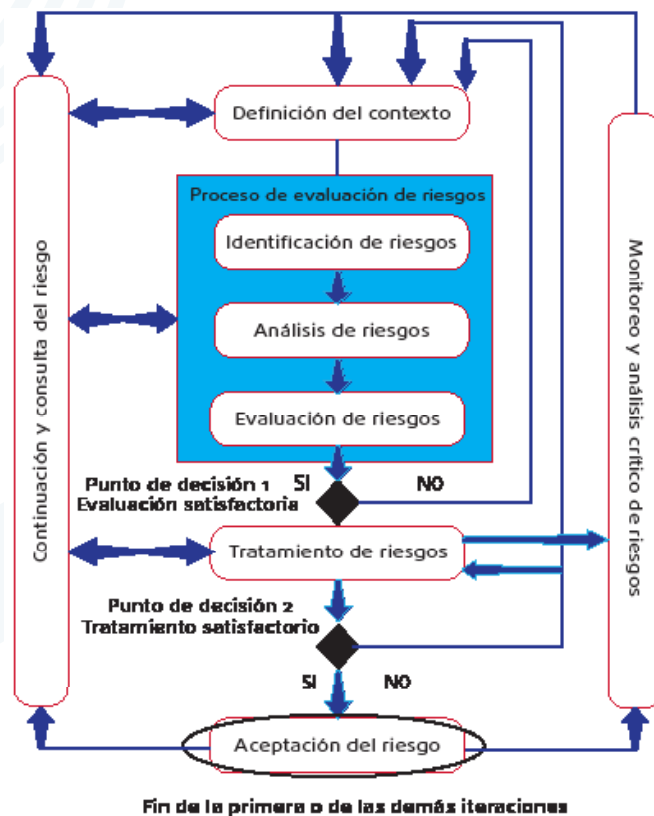 Definición del contexto
Proceso de evaluación de riesgos
Identificación de riesgos
Análisis de riesgos
Evaluación de riesgos
Punto de decisión 1
Evaluación satisfactoria
SI
NO
Tratamiento de riesgos
Punto de decisión 2
Tratamiento satisfactorio
SI
NO
Aceptación del riesgo
Continuación y consulta del riesgo
Monitoreo y análisis crítico de riesgos
Fin de la primera o de las demás iteraciones